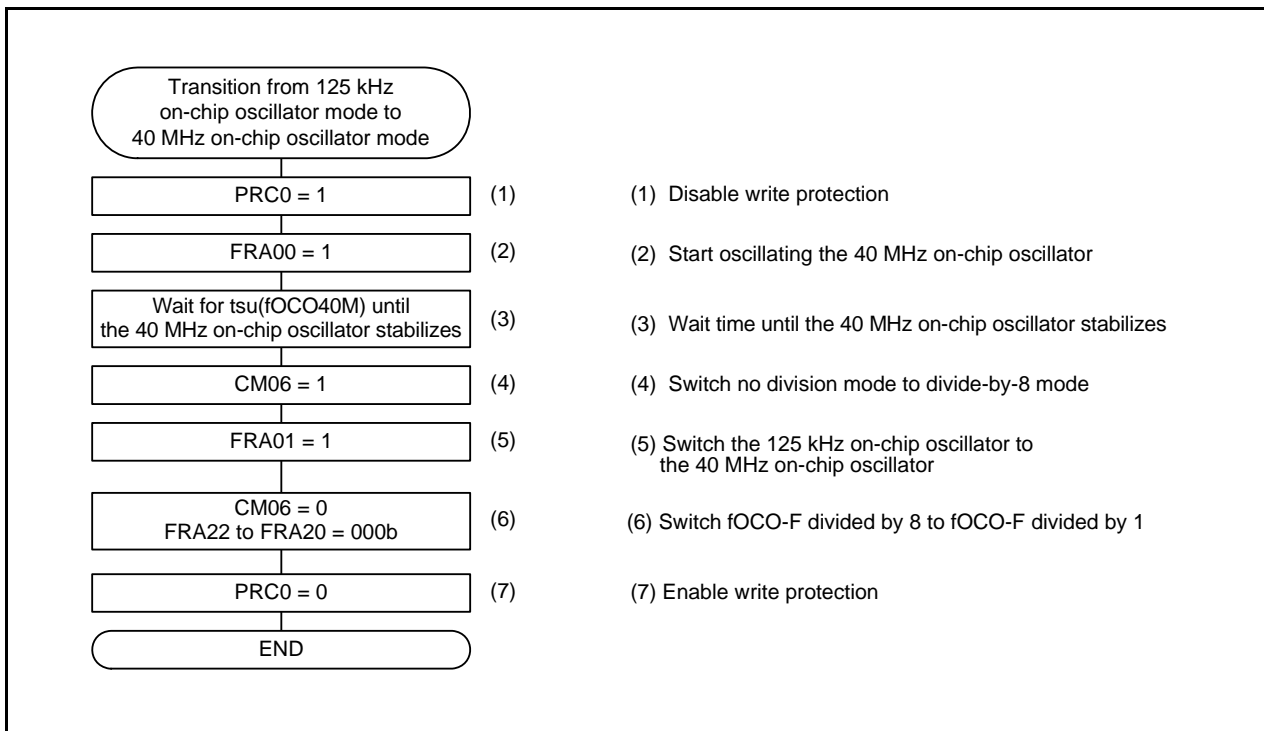 Transition from 125 kHz
on-chip oscillator mode to
40 MHz on-chip oscillator mode
PRC0 = 1
(1)
(1) Disable write protection
FRA00 = 1
(2)
(2) Start oscillating the 40 MHz on-chip oscillator
Wait for tsu(fOCO40M) until
the 40 MHz on-chip oscillator stabilizes
(3)
(3) Wait time until the 40 MHz on-chip oscillator stabilizes
CM06 = 1
(4)
(4) Switch no division mode to divide-by-8 mode
FRA01 = 1
(5)
(5) Switch the 125 kHz on-chip oscillator to
the 40 MHz on-chip oscillator
CM06 = 0
FRA22 to FRA20 = 000b
(6)
(6) Switch fOCO-F divided by 8 to fOCO-F divided by 1
PRC0 = 0
(7)
(7) Enable write protection
END